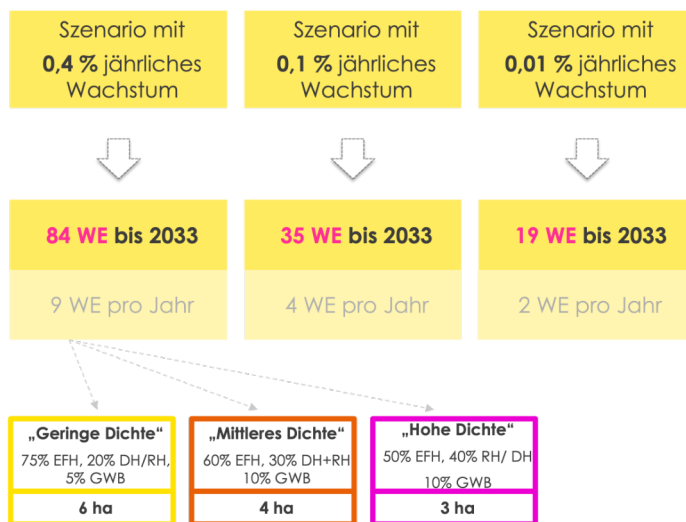 Szenario mit
0,4 % jährliches
Wachstum
Szenario mit
0,1 % jährliches
Wachstum
Szenario mit
0,01 % jährliches
Wachstum
84 WE bis 2033
35 WE bis 2033
19 WE bis 2033
9 WE pro Jahr
4 WE pro Jahr
2 WE pro Jahr
„Geringe Dichte“
75% EFH, 20% DH/RH,
5% GWB
6 ha
„Mittleres Dichte“
60% EFH, 30% DH+RH
10% GWB
4 ha
„Hohe Dichte“
50% EFH, 40% RH/ DH
10% GWB
3 ha